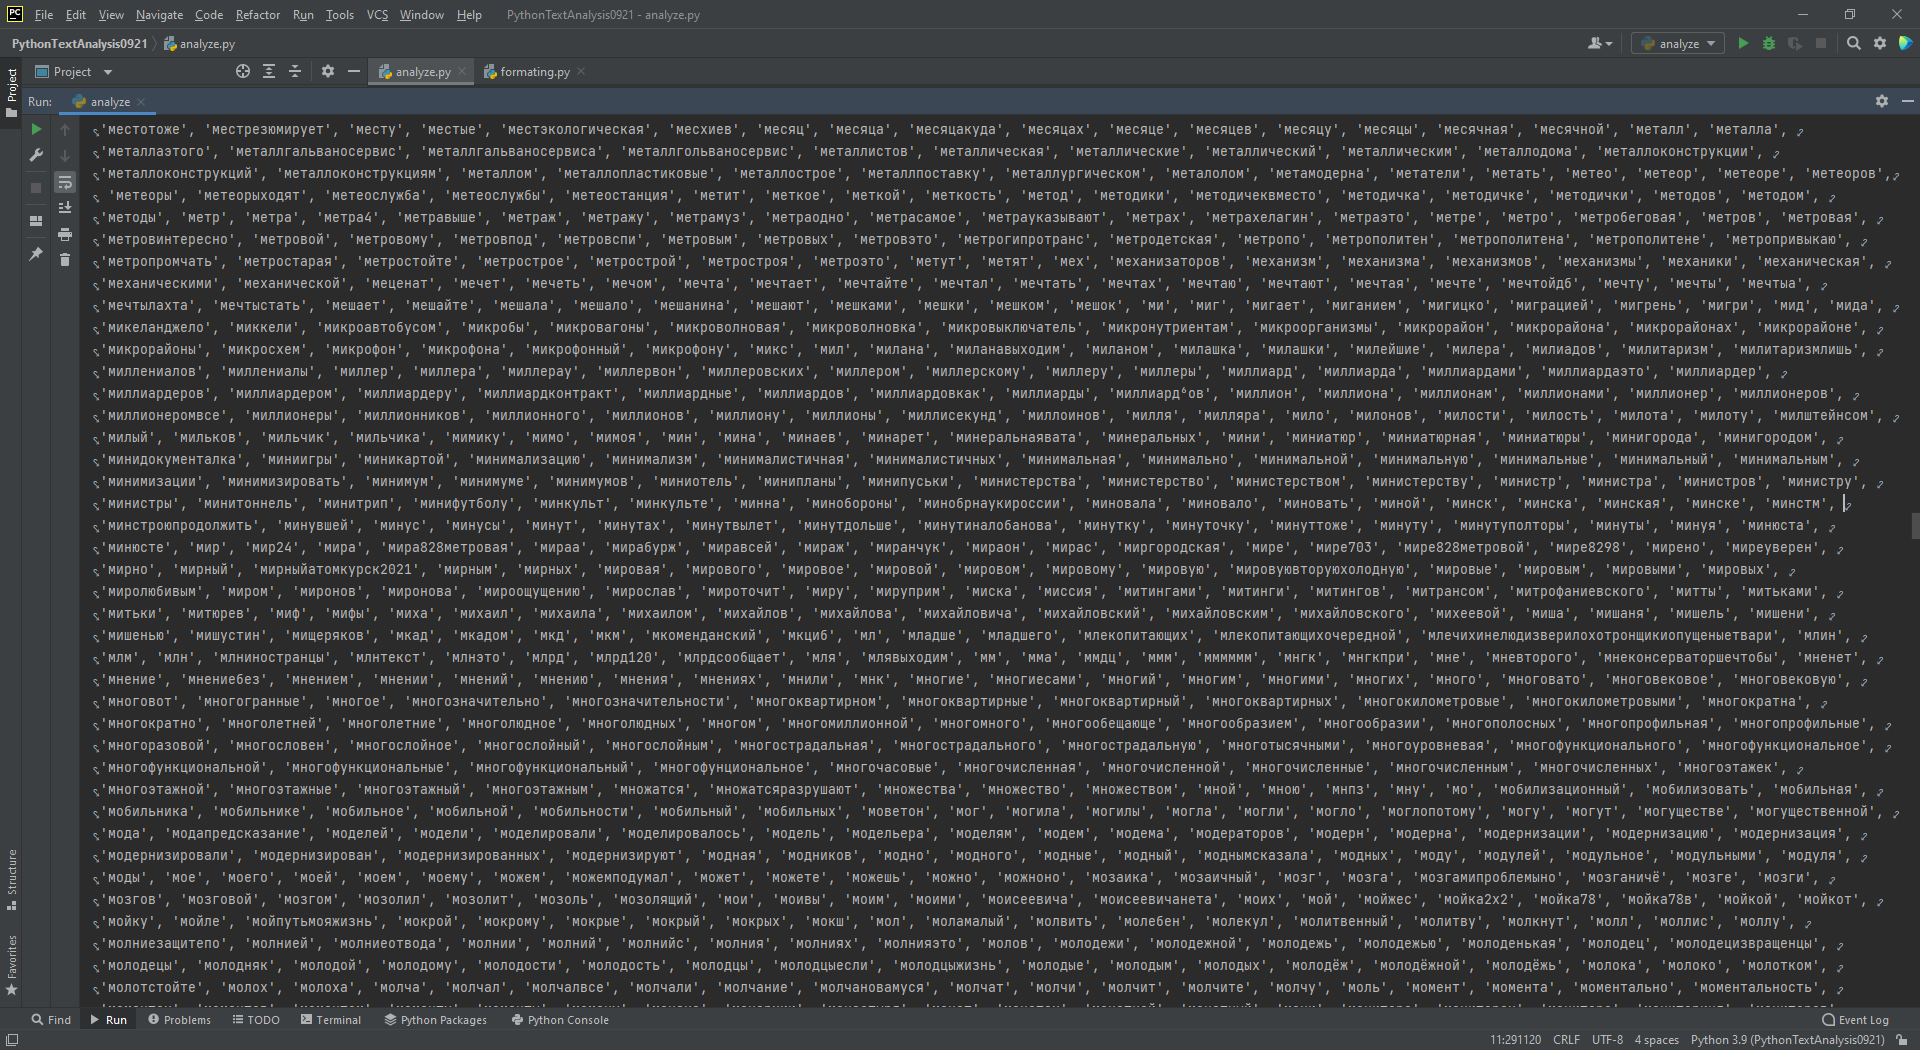 PC File Edit View Navigate Code Refactor Run Tools VCS Window Help PythonTextAnalysis0921 - analyze.py
PythonTextAnalysis0921 analyze.py analyze
Project analyze.py formating.py
Run: analyze
'местотоже', 'местрезюмирует', 'месту', 'местые', 'местэкологическая', 'месхиев', 'месяц', 'месяца', 'месяцакуда', 'месяцах', 'месяце', 'месяцев', 'месяцу', 'месяцы', 'месячная', 'месячной', 'металл', 'металла',
'металлаэтого', 'металлгальваносервис', 'металлгальваносервиса', 'металлгольваносервис', 'металлистов', 'металлическая', 'металлические', 'металлический', 'металлическим', 'металлодома', 'металлоконструкции',
'металлоконструкций', 'металлоконструкциям', 'металлом', 'металлопластиковые', 'металлострое', 'металлпоставку', 'металлургическом', 'металолом', 'метамодерна', 'метатели', 'метать', 'метео', 'метеор', 'метеоре', 'метеоров',
'метеоры', 'метеорыходят', 'метеослужба', 'метеослужбы', 'метеостанция', 'метит', 'меткое', 'меткой', 'меткость', 'метод', 'методики', 'методичеквместо', 'методичка', 'методичке', 'методички', 'методов', 'методом',
'методы', 'метр', 'метра', 'метра4', 'метравыше', 'метраж', 'метражу', 'метрамуз', 'метраодно', 'метрасамое', 'метрауказывают', 'метрах', 'метрахелагин', 'метраэто', 'метре', 'метро', 'метробеговая', 'метров', 'метровая',
'метровинтересно', 'метровой', 'метровому', 'метровпод', 'метровспи', 'метровым', 'метровых', 'метровэто', 'метрогипротранс', 'метродетская', 'метропо', 'метрополитен', 'метрополитена', 'метрополитене', 'метропривыкаю',
'метропромчать', 'метростарая', 'метростойте', 'метрострое', 'метрострой', 'метростроя', 'метроэто', 'метут', 'метят', 'мех', 'механизаторов', 'механизм', 'механизма', 'механизмов', 'механизмы', 'механики', 'механическая',
'механическими', 'механической', 'меценат', 'мечет', 'мечеть', 'мечом', 'мечта', 'мечтает', 'мечтайте', 'мечтал', 'мечтать', 'мечтах', 'мечтаю', 'мечтают', 'мечтая', 'мечте', 'мечтойдб', 'мечту', 'мечты', 'мечтыа',
'мечтылахта', 'мечтыстать', 'мешает', 'мешайте', 'мешала', 'мешало', 'мешанина', 'мешают', 'мешками', 'мешки', 'мешком', 'мешок', 'ми', 'миг', 'мигает', 'миганием', 'мигицко', 'миграцией', 'мигрень', 'мигри', 'мид', 'мида',
'микеланджело', 'миккели', 'микроавтобусом', 'микробы', 'микровагоны', 'микроволновая', 'микроволновка', 'микровыключатель', 'микронутриентам', 'микроорганизмы', 'микрорайон', 'микрорайона', 'микрорайонах', 'микрорайоне',
'микрорайоны', 'микросхем', 'микрофон', 'микрофона', 'микрофонный', 'микрофону', 'микс', 'мил', 'милана', 'миланавыходим', 'миланом', 'милашка', 'милашки', 'милейшие', 'милера', 'милиадов', 'милитаризм', 'милитаризмлишь',
'миллениалов', 'миллениалы', 'миллер', 'миллера', 'миллерау', 'миллервон', 'миллеровских', 'миллером', 'миллерскому', 'миллеру', 'миллеры', 'миллиард', 'миллиарда', 'миллиардами', 'миллиардаэто', 'миллиардер',
'миллиардеров', 'миллиардером', 'миллиардеру', 'миллиардконтракт', 'миллиардные', 'миллиардов', 'миллиардовкак', 'миллиарды', 'миллиард⁶ов', 'миллион', 'миллиона', 'миллионам', 'миллионами', 'миллионер', 'миллионеров',
'миллионеромвсе', 'миллионеры', 'миллионников', 'миллионного', 'миллионов', 'миллиону', 'миллионы', 'миллисекунд', 'миллоинов', 'милля', 'милляра', 'мило', 'милонов', 'милости', 'милость', 'милота', 'милоту', 'милштейнсом',
'милый', 'мильков', 'мильчик', 'мильчика', 'мимику', 'мимо', 'мимоя', 'мин', 'мина', 'минаев', 'минарет', 'минеральнаявата', 'минеральных', 'мини', 'миниатюр', 'миниатюрная', 'миниатюры', 'минигорода', 'минигородом',
'минидокументалка', 'миниигры', 'миникартой', 'минимализацию', 'минимализм', 'минималистичная', 'минималистичных', 'минимальная', 'минимально', 'минимальной', 'минимальную', 'минимальные', 'минимальный', 'минимальным',
'минимизации', 'минимизировать', 'минимум', 'минимуме', 'минимумов', 'миниотель', 'минипланы', 'минипуськи', 'министерства', 'министерство', 'министерством', 'министерству', 'министр', 'министра', 'министров', 'министру',
'министры', 'минитоннель', 'минитрип', 'минифутболу', 'минкульт', 'минкульте', 'минна', 'минобороны', 'минобрнаукироссии', 'миновала', 'миновало', 'миновать', 'миной', 'минск', 'минска', 'минская', 'минске', 'минстм',
'минстроюпродолжить', 'минувшей', 'минус', 'минусы', 'минут', 'минутах', 'минутвылет', 'минутдольше', 'минутиналобанова', 'минутку', 'минуточку', 'минуттоже', 'минуту', 'минутуполторы', 'минуты', 'минуя', 'минюста',
'минюсте', 'мир', 'мир24', 'мира', 'мира828метровая', 'мираа', 'мирабурж', 'миравсей', 'мираж', 'миранчук', 'мираон', 'мирас', 'миргородская', 'мире', 'мире703', 'мире828метровой', 'мире8298', 'мирено', 'миреуверен',
'мирно', 'мирный', 'мирныйатомкурск2021', 'мирным', 'мирных', 'мировая', 'мирового', 'мировое', 'мировой', 'мировом', 'мировому', 'мировую', 'мировуювторуюхолодную', 'мировые', 'мировым', 'мировыми', 'мировых',
'миролюбивым', 'миром', 'миронов', 'миронова', 'мироощущению', 'мирослав', 'мироточит', 'миру', 'мируприм', 'миска', 'миссия', 'митингами', 'митинги', 'митингов', 'митрансом', 'митрофаниевского', 'митты', 'митьками',
'митьки', 'митюрев', 'миф', 'мифы', 'миха', 'михаил', 'михаила', 'михаилом', 'михайлов', 'михайлова', 'михайловича', 'михайловский', 'михайловским', 'михайловского', 'михеевой', 'миша', 'мишаня', 'мишель', 'мишени',
'мишенью', 'мишустин', 'мищеряков', 'мкад', 'мкадом', 'мкд', 'мкм', 'мкоменданский', 'мкциб', 'мл', 'младше', 'младшего', 'млекопитающих', 'млекопитающихочередной', 'млечихинелюдизверилохотронщикиопущеныетвари', 'млин',
'млм', 'млн', 'млниностранцы', 'млнтекст', 'млнэто', 'млрд', 'млрд120', 'млрдсообщает', 'мля', 'млявыходим', 'мм', 'мма', 'ммдц', 'ммм', 'мммммм', 'мнгк', 'мнгкпри', 'мне', 'мневторого', 'мнеконсерваторшечтобы', 'мненет',
'мнение', 'мнениебез', 'мнением', 'мнении', 'мнений', 'мнению', 'мнения', 'мнениях', 'мнили', 'мнк', 'многие', 'многиесами', 'многий', 'многим', 'многими', 'многих', 'много', 'многовато', 'многовековое', 'многовековую',
'многовот', 'многогранные', 'многое', 'многозначительно', 'многозначительности', 'многоквартирном', 'многоквартирные', 'многоквартирный', 'многоквартирных', 'многокилометровые', 'многокилометровыми', 'многократна',
'многократно', 'многолетней', 'многолетние', 'многолюдное', 'многолюдных', 'многом', 'многомиллионной', 'многомного', 'многообещающе', 'многообразием', 'многообразии', 'многополосных', 'многопрофильная', 'многопрофильные',
'многоразовой', 'многословен', 'многослойное', 'многослойный', 'многослойным', 'многострадальная', 'многострадального', 'многострадальную', 'многотысячными', 'многоуровневая', 'многофункционального', 'многофункциональное',
'многофункциональной', 'многофункциональные', 'многофункциональный', 'многофунциональное', 'многочасовые', 'многочисленная', 'многочисленной', 'многочисленные', 'многочисленным', 'многочисленных', 'многоэтажек',
'многоэтажной', 'многоэтажные', 'многоэтажный', 'многоэтажным', 'множатся', 'множатсяразрушают', 'множества', 'множество', 'множеством', 'мной', 'мною', 'мнпз', 'мну', 'мо', 'мобилизационный', 'мобилизовать', 'мобильная',
'мобильника', 'мобильнике', 'мобильное', 'мобильной', 'мобильности', 'мобильный', 'мобильных', 'моветон', 'мог', 'могила', 'могилы', 'могла', 'могли', 'могло', 'моглопотому', 'могу', 'могут', 'могуществе', 'могущественной',
'мода', 'модапредсказание', 'моделей', 'модели', 'моделировали', 'моделировалось', 'модель', 'модельера', 'моделям', 'модем', 'модема', 'модераторов', 'модерн', 'модерна', 'модернизации', 'модернизацию', 'модернизация',
'модернизировали', 'модернизирован', 'модернизированных', 'модернизируют', 'модная', 'модников', 'модно', 'модного', 'модные', 'модный', 'моднымсказала', 'модных', 'моду', 'модулей', 'модульное', 'модульными', 'модуля',
'моды', 'мое', 'моего', 'моей', 'моем', 'моему', 'можем', 'можемподумал', 'может', 'можете', 'можешь', 'можно', 'можноно', 'мозаика', 'мозаичный', 'мозг', 'мозга', 'мозгамипроблемыно', 'мозганичё', 'мозге', 'мозги',
'мозгов', 'мозговой', 'мозгом', 'мозолил', 'мозолит', 'мозоль', 'мозолящий', 'мои', 'моивы', 'моим', 'моими', 'моисеевича', 'моисеевичанета', 'моих', 'мой', 'мойжес', 'мойка2х2', 'мойка78', 'мойка78в', 'мойкой', 'мойкот',
'мойку', 'мойле', 'мойпутьмояжизнь', 'мокрой', 'мокрому', 'мокрые', 'мокрый', 'мокрых', 'мокш', 'мол', 'моламалый', 'молвить', 'молебен', 'молекул', 'молитвенный', 'молитву', 'молкнут', 'молл', 'моллис', 'моллу',
'молниезащитепо', 'молнией', 'молниеотвода', 'молнии', 'молний', 'молнийс', 'молния', 'молниях', 'молнияэто', 'молов', 'молодежи', 'молодежной', 'молодежь', 'молодежью', 'молоденькая', 'молодец', 'молодецизвращенцы',
'молодецы', 'молодняк', 'молодой', 'молодому', 'молодости', 'молодость', 'молодцы', 'молодцыесли', 'молодцыжизнь', 'молодые', 'молодым', 'молодых', 'молодёж', 'молодёжной', 'молодёжь', 'молока', 'молоко', 'молотком',
'молотстойте', 'молох', 'молоха', 'молча', 'молчал', 'молчалвсе', 'молчали', 'молчание', 'молчановамуся', 'молчат', 'молчи', 'молчит', 'молчите', 'молчу', 'моль', 'момент', 'момента', 'моментально', 'моментальность',
Structure
Favorites
Find Run Problems TODO Terminal Python Packages Python Console Event Log
11:291120 CRLF UTF-8 4 spaces Python 3.9 (PythonTextAnalysis0921)